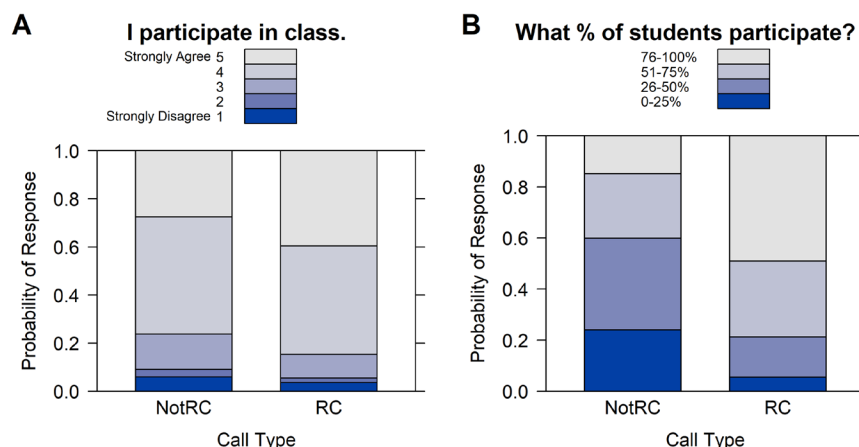 A
I participate in class.
Strongly Agree 5
4
3
2
Strongly Disagree 1
Probability of Response
1.0
0.8
0.6
0.4
0.2
0.0
NotRC RC
Call Type
B
What % of students participate?
76-100%
51-75%
26-50%
0-25%
Probability of Response
1.0
0.8
0.6
0.4
0.2
0.0
NotRC RC
Call Type